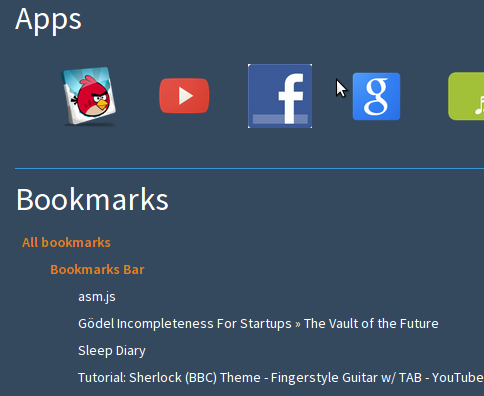 Apps
f
g
Bookmarks
All bookmarks
Bookmarks Bar
asm.js
Gödel Incompleteness For Startups » The Vault of the Future
Sleep Diary
Tutorial: Sherlock (BBC) Theme - Fingerstyle Guitar w/ TAB - YouTube